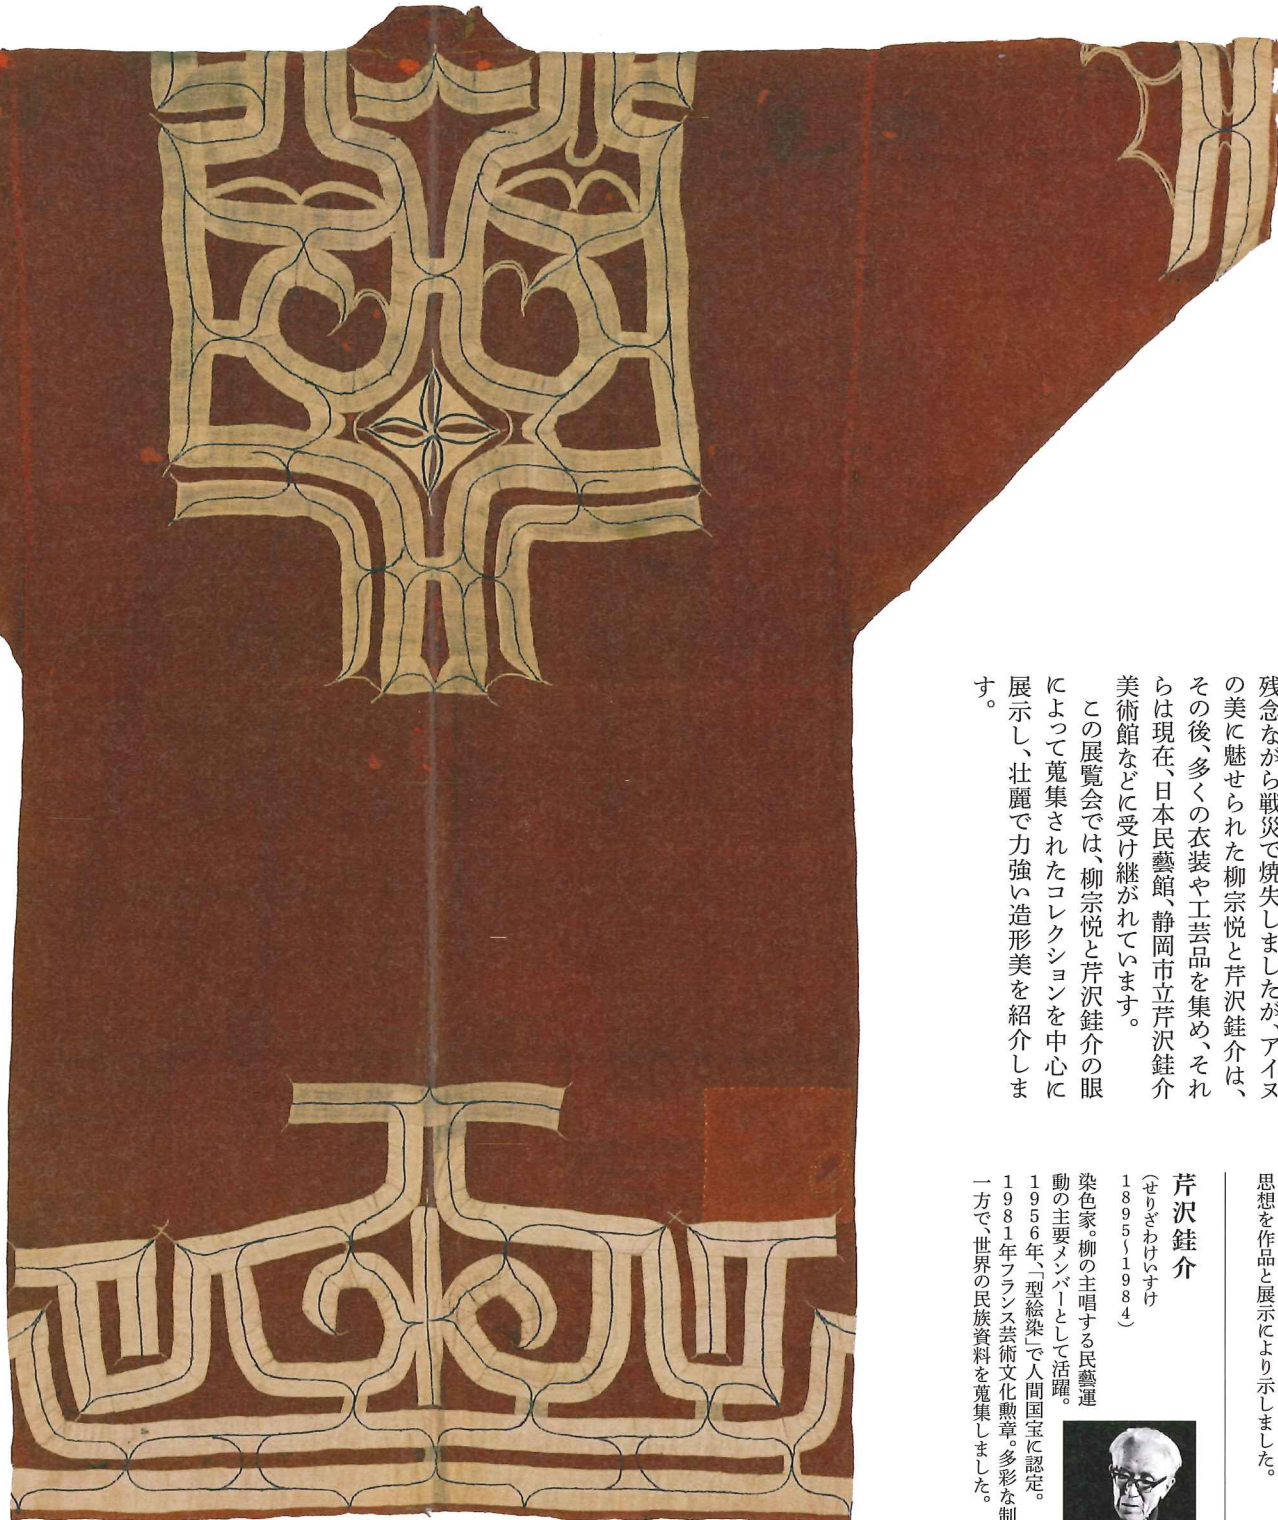 残念ながら戦災で焼失しましたが、アイヌ
の美に魅せられた柳宗悦と芹沢銈介は、
その後、多くの衣装や工芸品を集め、それ
らは現在、日本民藝館、静岡市立芹沢銈介
美術館などに受け継がれています。
この展覧会では、柳宗悦と芹沢銈介の眼
によって蒐集されたコレクションを中心に
展示し、壮麗で力強い造形美を紹介しま
す。
思想を作品と展示により示しました。
芹沢銈介
(せりざわけいすけ
1895〜1984)
染色家。柳の主唱する民藝運
動の主要メンバーとして活躍。
1956年、「型絵染」で人間国宝に認定。
1981年フランス芸術文化勲章。多彩な制
一方で、世界の民族資料を蒐集しました。